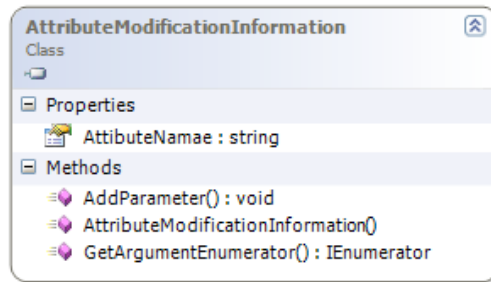 AttributeModificationInformation
Class
Properties
AttibuteNamae : string
Methods
AddParameter() : void
AttributeModificationInformation()
GetArgumentEnumerator() : IEnumerator